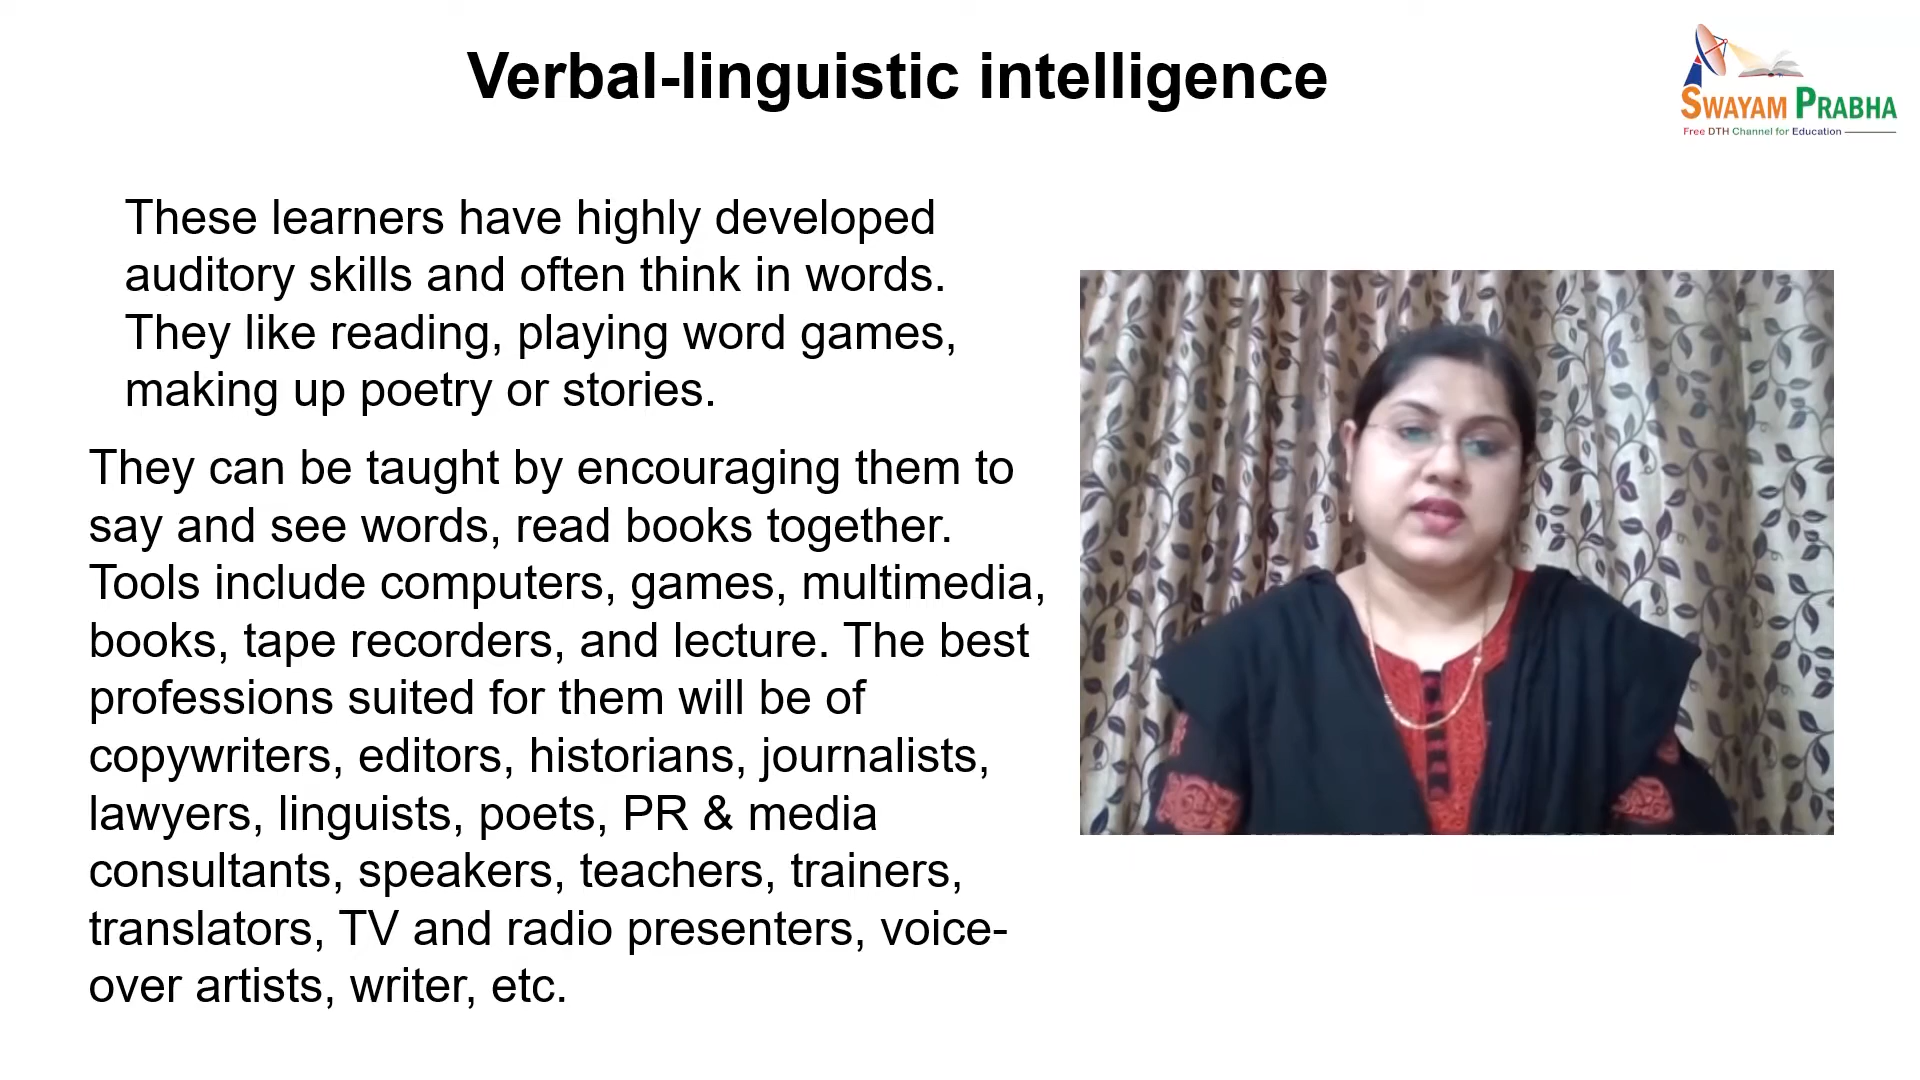 Verbal-linguistic intelligence
SWAYAM PRABHA
Free DTH Channel for Education
These learners have highly developed
auditory skills and often think in words.
They like reading, playing word games,
making up poetry or stories.
They can be taught by encouraging them to
say and see words, read books together.
Tools include computers, games, multimedia,
books, tape recorders, and lecture. The best
professions suited for them will be of
copywriters, editors, historians, journalists,
lawyers, linguists, poets, PR & media
consultants, speakers, teachers, trainers,
translators, TV and radio presenters, voice-
over artists, writer, etc.